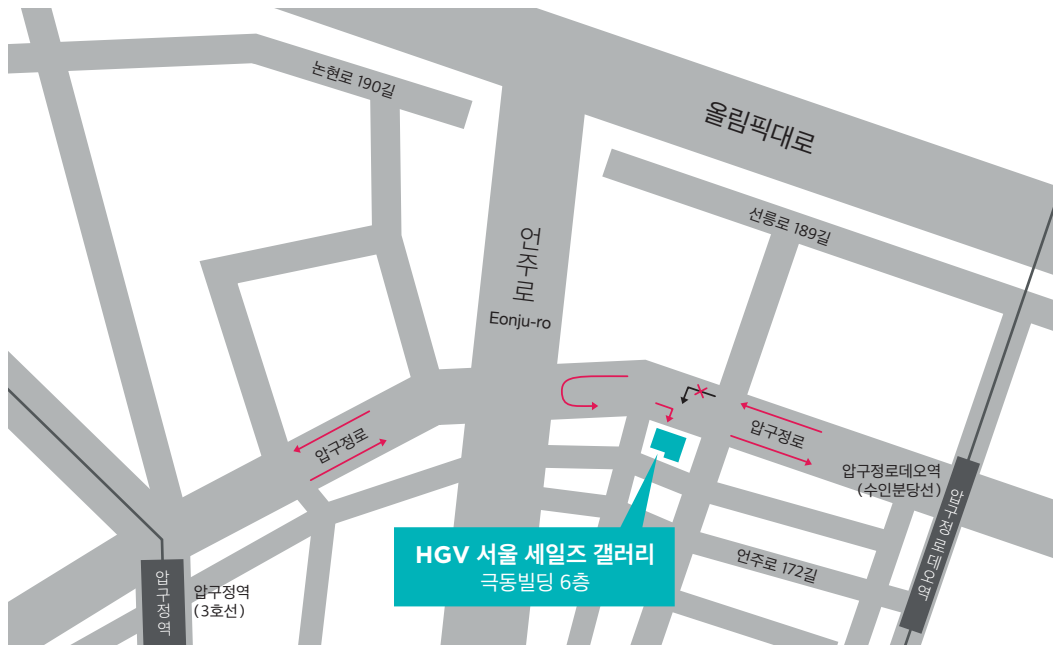 논현로 190길
올림픽대로
선릉로 189길
언주로
Eonju-ro
압구정로
압구정로
압구정로데오역
(수인분당선)
압구정로데오역
HGV 서울 세일즈 갤러리
극동빌딩 6층
언주로 172길
압구정역
압구정역
(3호선)